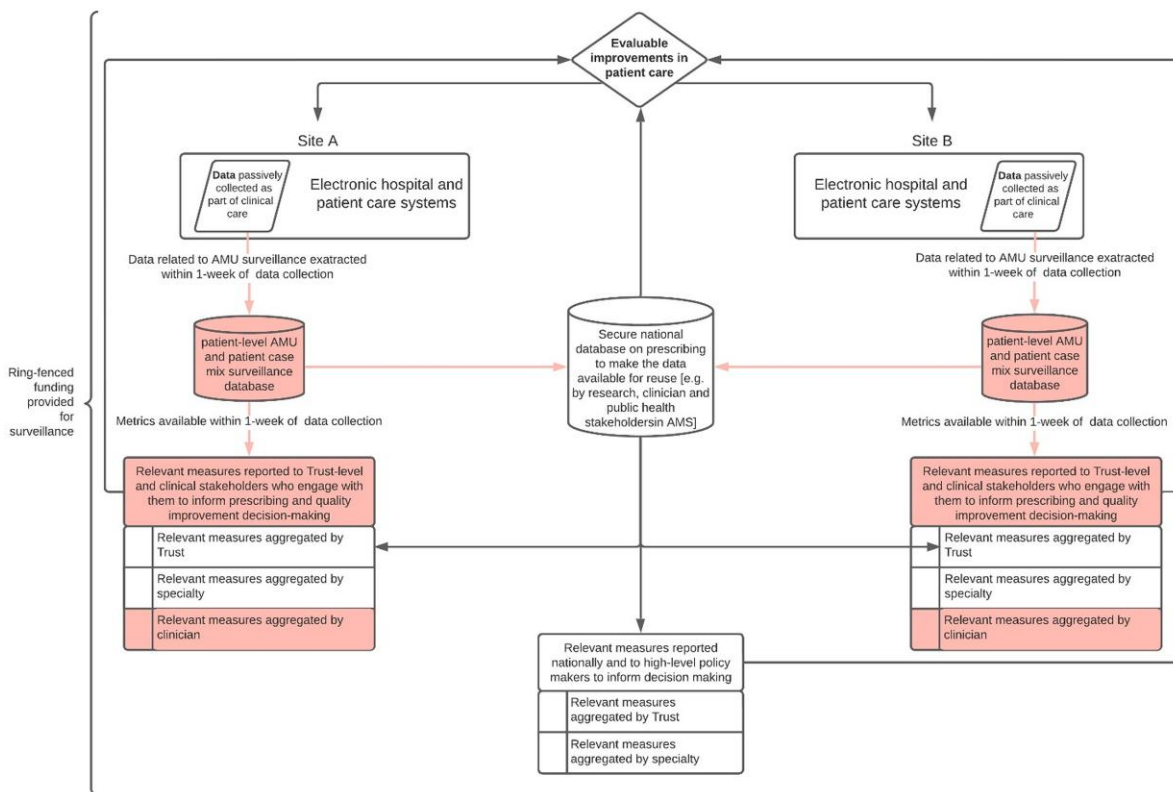 Evaluable
improvements in
patient care
Site A
Data passively
collected as
part of clinical
care
Electronic hospital and
patient care systems
Data related to AMU surveillance exatracted
within 1-week of data collection
patient-level AMU
and patient case
mix surveillance
database
Metrics available within 1-week of data collection
Relevant measures reported to Trust-level
and clinical stakeholders who engage with
them to inform prescribing and quality
improvement decision-making
Relevant measures aggregated by
Trust
Relevant measures aggregated by
specialty
Relevant measures aggregated by
clinician
Ring-fenced
funding
provided
for
surveillance
Secure national
database on prescribing
to make the data
available for reuse [e.g.
by research, clinician and
public health
stakeholdersin AMS]
Relevant measures reported
nationally and to high-level policy
makers to inform decision making
Relevant measures
aggregated by Trust
Relevant measures
aggregated by specialty
Site B
Electronic hospital and
patient care systems
Data passively
collected as
part of clinical
care
Data related to AMU surveillance extracted
within 1-week of data collection
patient-level AMU
and patient case
mix surveillance
database
Metrics available within 1-week of data collection
Relevant measures reported to Trust-level
and clinical stakeholders who engage with
them to inform prescribing and quality
improvement decision-making
Relevant measures aggregated by
Trust
Relevant measures aggregated by
specialty
Relevant measures aggregated by
clinician